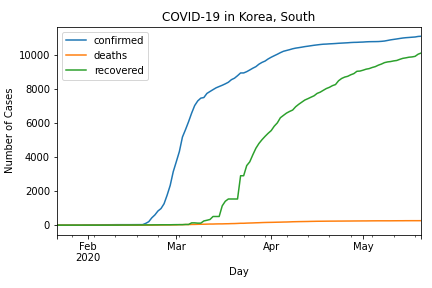 COVID-19 in Korea, South
confirmed
deaths
recovered
Number of Cases
10000
8000
6000
4000
2000
0
Feb
2020
Mar
Apr
May
Day